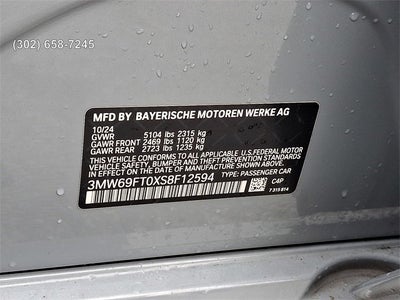 (302) 658-7245
MFD BY BAYERISCHE MOTOREN WERKE AG
10/24
GVWR 5104 lbs 2315 kg
GAWR FRONT 2469 lbs 1120 kg
GAWR REAR 2723 lbs 1235 kg
THIS VEHICLE CONFORMS TO ALL APPLICABLE U.S. FEDERAL MOTOR
VEHICLE SAFETY, BUMPER AND THEFT PREVENTION STANDARDS
IN EFFECT ON THE DATE OF MANUFACTURE SHOWN ABOVE.
3MW69FT0XS8F12594 TYPE: PASSENGER CAR
C4P
7 315 814